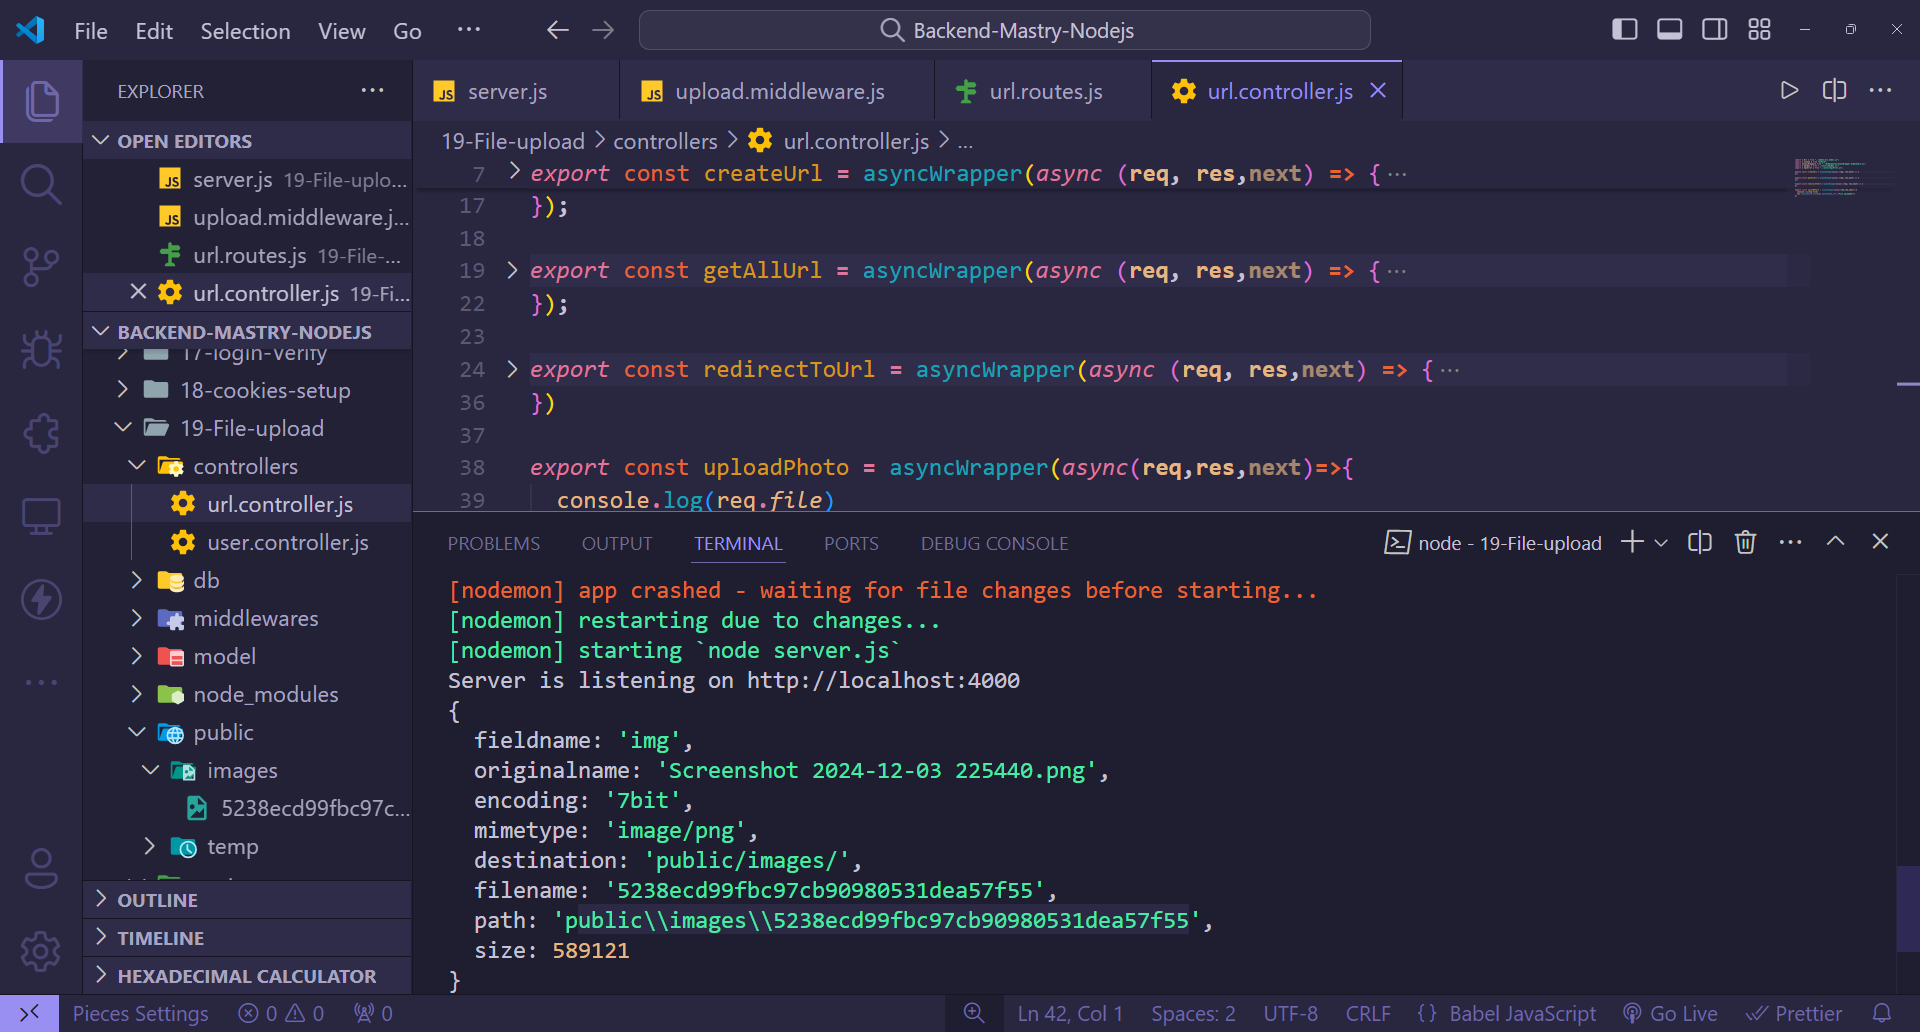 File Edit Selection View Go ...
Backend-Mastry-Nodejs
EXPLORER
OPEN EDITORS
JS server.js 19-File-uplo...
JS upload.middleware.j...
url.routes.js 19-File-...
url.controller.js 19-Fi...
BACKEND-MASTRY-NODEJS
17-login-Verify
18-cookies-setup
19-File-upload
controllers
url.controller.js
user.controller.js
db
middlewares
model
node_modules
public
images
5238ecd99fbc97c...
temp
OUTLINE
TIMELINE
HEXADECIMAL CALCULATOR
JS server.js JS upload.middleware.js url.routes.js url.controller.js
19-File-upload > controllers > url.controller.js > ...
7 export const createUrl = asyncWrapper(async (req, res,next) => {···
17 });
18
19 export const getAllUrl = asyncWrapper(async (req, res,next) => {···
22 });
23
24 export const redirectToUrl = asyncWrapper(async (req, res,next) => {···
36 })
37
38 export const uploadPhoto = asyncWrapper(async(req,res,next)=>{
39 console.log(req.file)
PROBLEMS OUTPUT TERMINAL PORTS DEBUG CONSOLE node - 19-File-upload
[nodemon] app crashed - waiting for file changes before starting...
[nodemon] restarting due to changes...
[nodemon] starting `node server.js`
Server is listening on http://localhost:4000
{
fieldname: 'img',
originalname: 'Screenshot 2024-12-03 225440.png',
encoding: '7bit',
mimetype: 'image/png',
destination: 'public/images/',
filename: '5238ecd99fbc97cb90980531dea57f55',
path: 'public\\images\\5238ecd99fbc97cb90980531dea57f55',
size: 589121
}
Pieces Settings 0 0 0 Ln 42, Col 1 Spaces: 2 UTF-8 CRLF {} Babel JavaScript Go Live Prettier